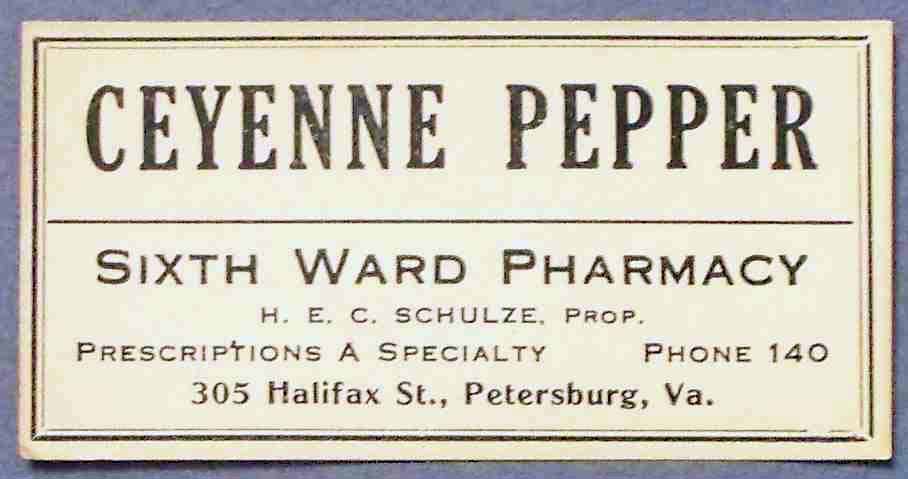 CEYENNE PEPPER
SIXTH WARD PHARMACY
H. E. C. SCHULZE, PROP.
PRESCRIPTIONS A SPECIALTY PHONE 140
305 Halifax St., Petersburg, Va.